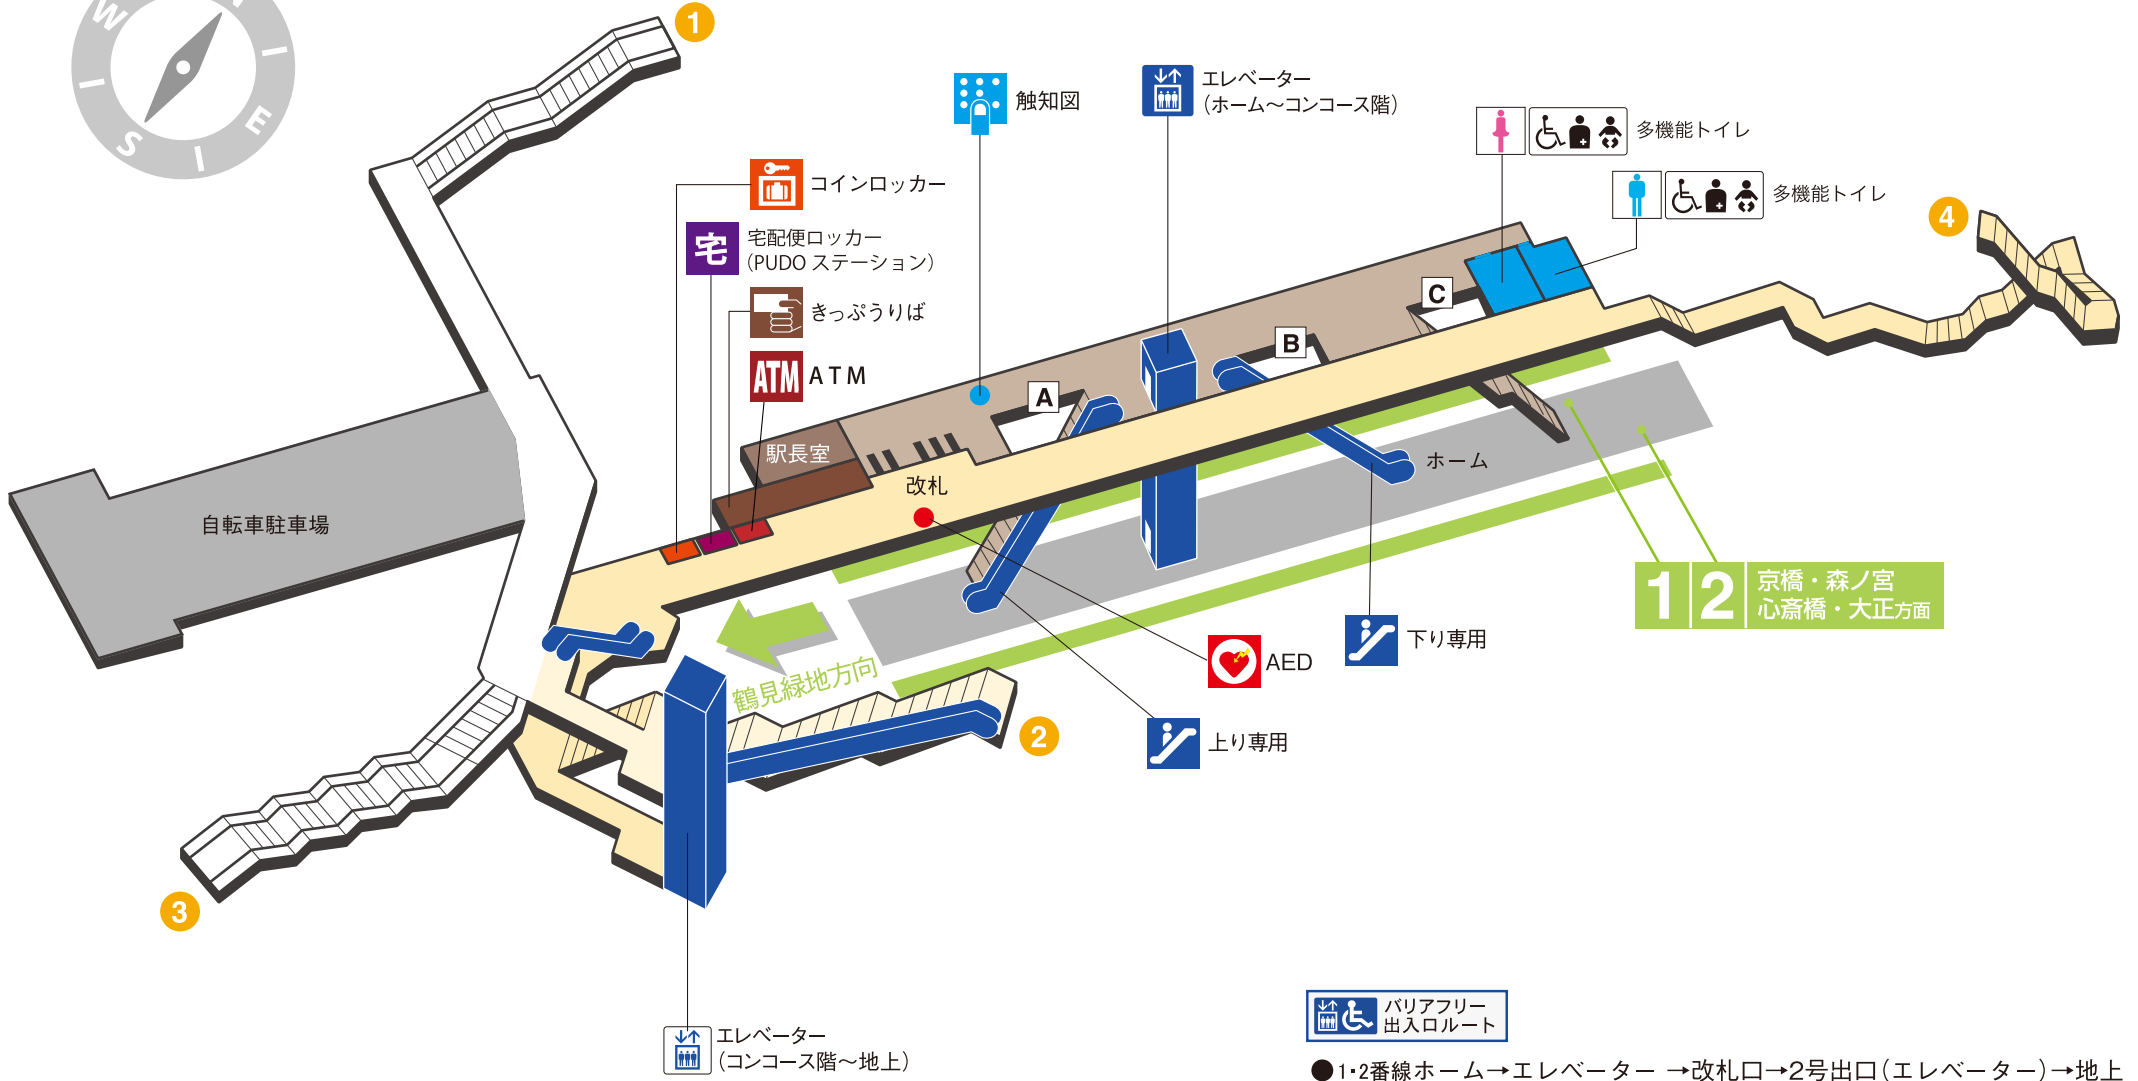 W
N
E
S
1
触知図
エレベーター
(ホーム～コンコース階)
多機能トイレ
多機能トイレ
4
コインロッカー
宅
宅配便ロッカー
(PUDO ステーション)
きっぷうりば
ATM
ATM
A
B
C
駅長室
改札
ホーム
自転車駐車場
1 2 京橋・森ノ宮
心斎橋・大正方面
下り専用
AED
上り専用
鶴見緑地方向
2
3
エレベーター
(コンコース階～地上)
バリアフリー
出入口ルート
●1・2番線ホーム→エレベーター →改札口→2号出口(エレベーター)→地上